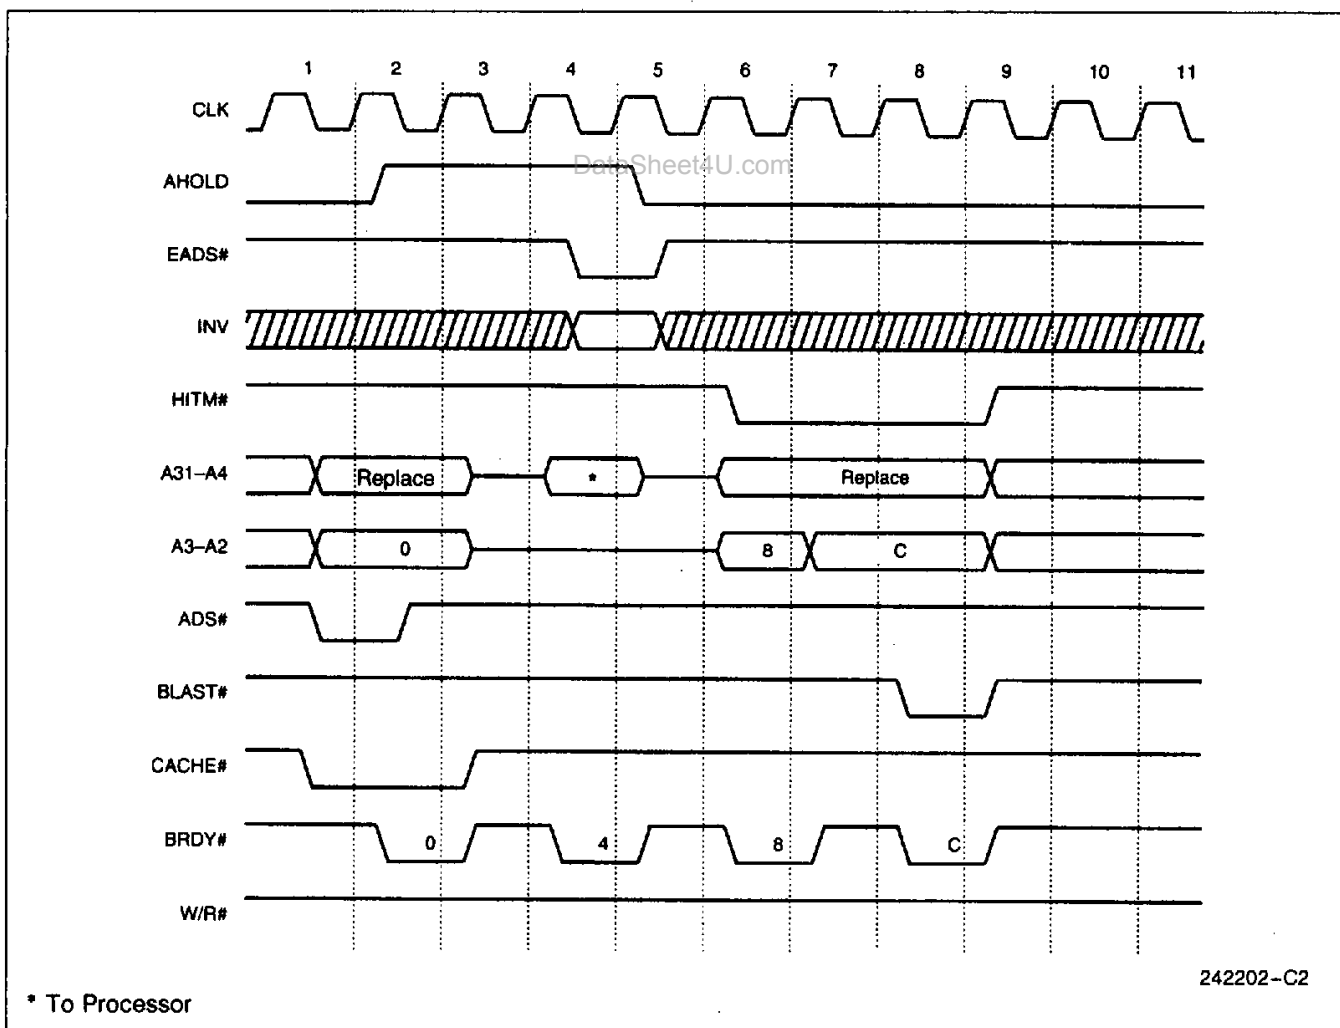 1 2 3 4 5 6 7 8 9 10 11
CLK
DataSheet4U.com
AHOLD
EADS#
INV
HITM#
A31–A4 Replace * Replace
A3–A2 0 8 C
ADS#
BLAST#
CACHE#
BRDY# 0 4 8 C
W/R#
242202–C2
* To Processor